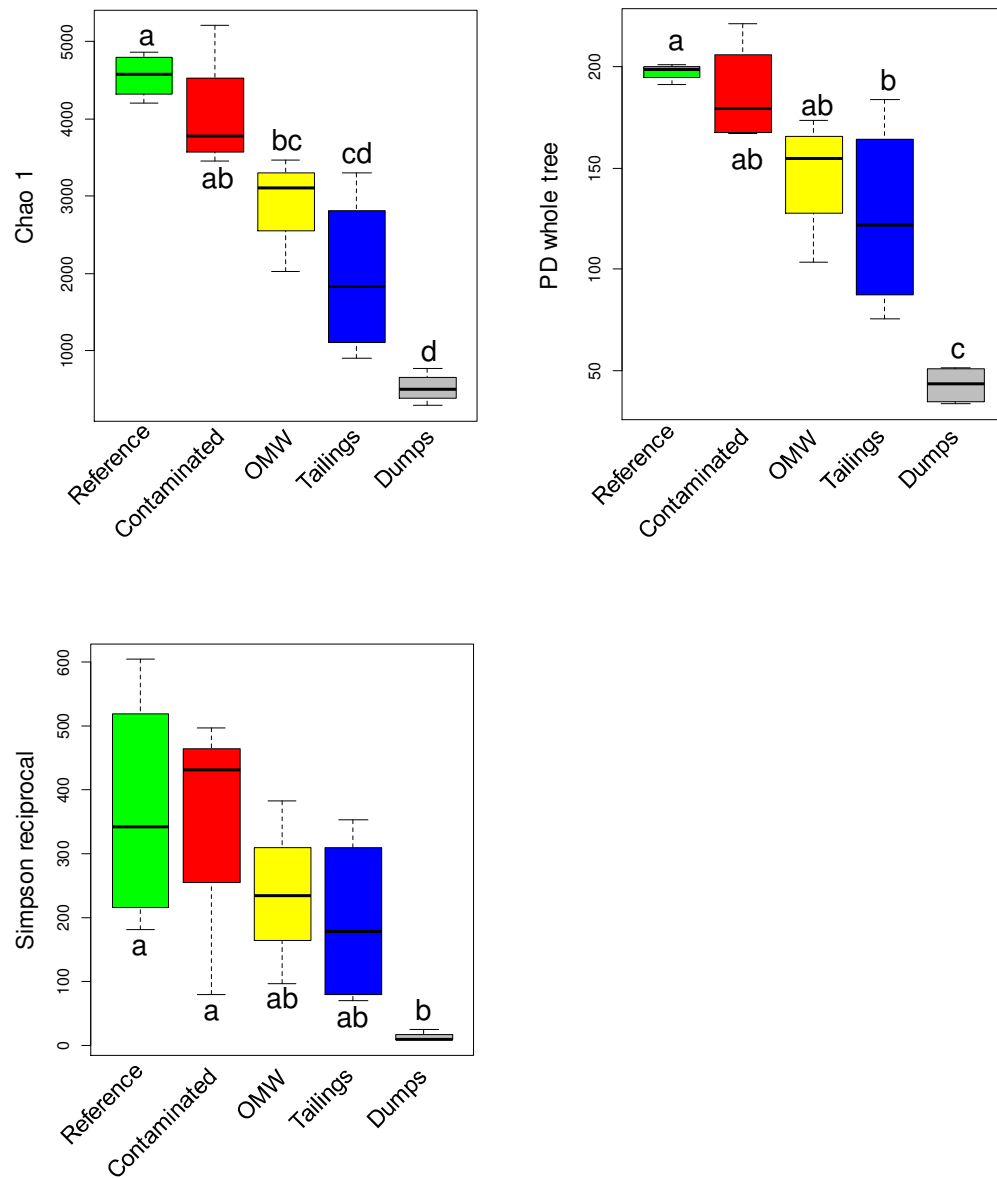 Chao 1
5000
4000
3000
2000
1000
a
ab
bc
cd
d
Reference
Contaminated
OMW
Tailings
Dumps
PD whole tree
200
150
100
50
a
ab
ab
b
c
Reference
Contaminated
OMW
Tailings
Dumps
Simpson reciprocal
600
500
400
300
200
100
0
a
a
ab
ab
b
Reference
Contaminated
OMW
Tailings
Dumps